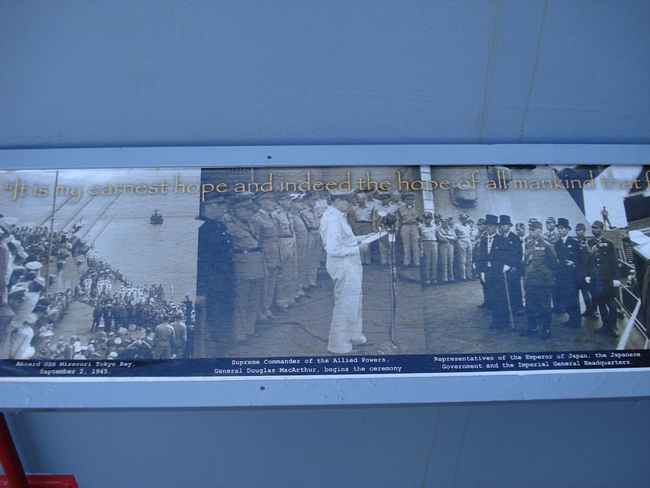 "It is my earnest hope and indeed the hope of all mankind that f
Aboard USS Missouri Tokyo Bay,
September 2, 1945.
Supreme Commander of the Allied Powers,
General Douglas MacArthur, begins the ceremony
Representatives of the Emperor of Japan, the Japanese
Government and the Imperial General Headquarters.